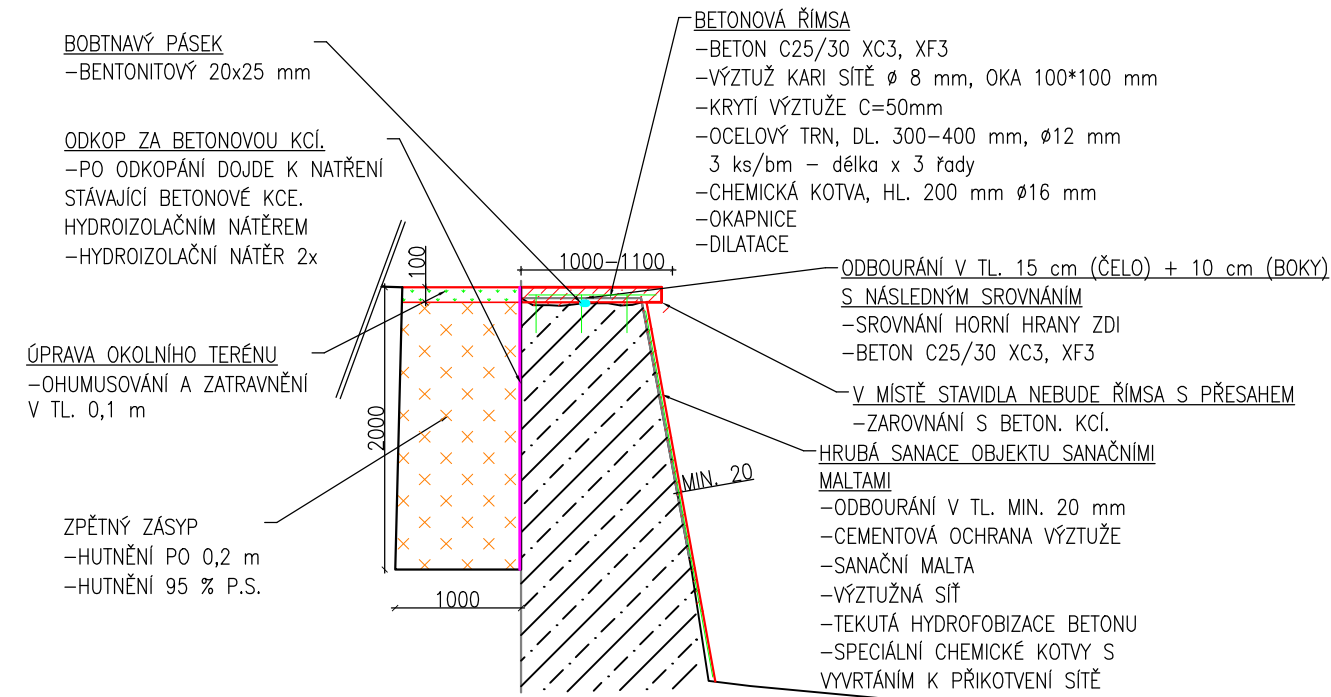 BOBTNAVÝ PÁSEK
-BENTONITOVÝ 20x25 mm
ODKOP ZA BETONOVOU KCÍ.
-PO ODKOPÁNÍ DOJDE K NATŘENÍ
STÁVAJÍCÍ BETONOVÉ KCE.
HYDROIZOLAČNÍM NÁTĚREM
-HYDROIZOLAČNÍ NÁTĚR 2x
ÚPRAVA OKOLNÍHO TERÉNU
-OHUMUSOVÁNÍ A ZATRAVNĚNÍ
V TL. 0,1 m
ZPĚTNÝ ZÁSYP
-HUTNĚNÍ PO 0,2 m
-HUTNĚNÍ 95 % P.S.
100
2000
1000
1000-1100
MIN. 20
BETONOVÁ ŘÍMSA
-BETON C25/30 XC3, XF3
-VÝZTUŽ KARI SÍTĚ ø 8 mm, OKA 100*100 mm
-KRYTÍ VÝZTUŽE C=50mm
-OCELOVÝ TRN, DL. 300-400 mm, ø12 mm
3 ks/bm - délka x 3 řady
-CHEMICKÁ KOTVA, HL. 200 mm ø16 mm
-OKAPNICE
-DILATACE
ODBOURÁNÍ V TL. 15 cm (ČELO) + 10 cm (BOKY)
S NÁSLEDNÝM SROVNÁNÍM
-SROVNÁNÍ HORNÍ HRANY ZDI
-BETON C25/30 XC3, XF3
V MÍSTĚ STAVIDLA NEBUDE ŘÍMSA S PŘESAHEM
-ZAROVNÁNÍ S BETON. KCÍ.
HRUBÁ SANACE OBJEKTU SANAČNÍMI
MALTAMI
-ODBOURÁNÍ V TL. MIN. 20 mm
-CEMENTOVÁ OCHRANA VÝZTUŽE
-SANAČNÍ MALTA
-VÝZTUŽNÁ SÍŤ
-TEKUTÁ HYDROFOBIZACE BETONU
-SPECIÁLNÍ CHEMICKÉ KOTVY S
VYVRTÁNÍM K PŘIKOTVENÍ SÍTĚ